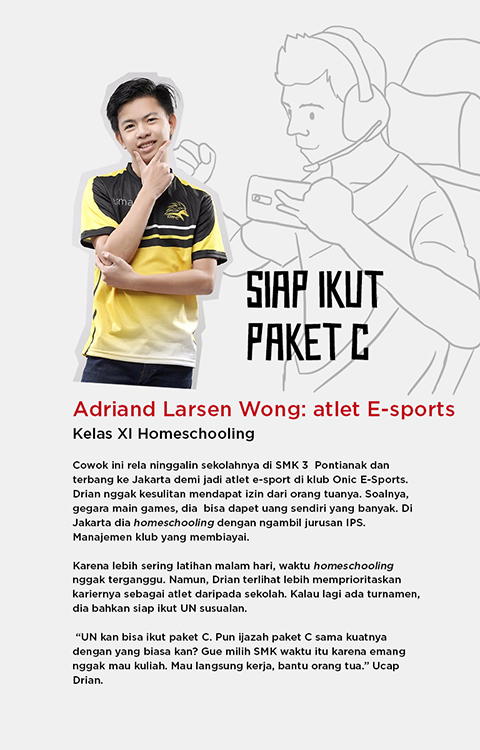 SIAP IKUT
PAKET C
Adriand Larsen Wong: atlet E-sports
Kelas XI Homeschooling
Cowok ini rela ninggalin sekolahnya di SMK 3 Pontianak dan
terbang ke Jakarta demi jadi atlet e-sport di klub Onic E-Sports.
Drian nggak kesulitan mendapat izin dari orang tuanya. Soalnya,
gegara main games, dia bisa dapet uang sendiri yang banyak. Di
Jakarta dia homeschooling dengan ngambil jurusan IPS.
Manajemen klub yang membiayai.
Karena lebih sering latihan malam hari, waktu homeschooling
nggak terganggu. Namun, Drian terlihat lebih memprioritaskan
kariernya sebagai atlet daripada sekolah. Kalau lagi ada turnamen,
dia bahkan siap ikut UN susualan.
“UN kan bisa ikut paket C. Pun ijazah paket C sama kuatnya
dengan yang biasa kan? Gue milih SMK waktu itu karena emang
nggak mau kuliah. Mau langsung kerja, bantu orang tua.” Ucap
Drian.